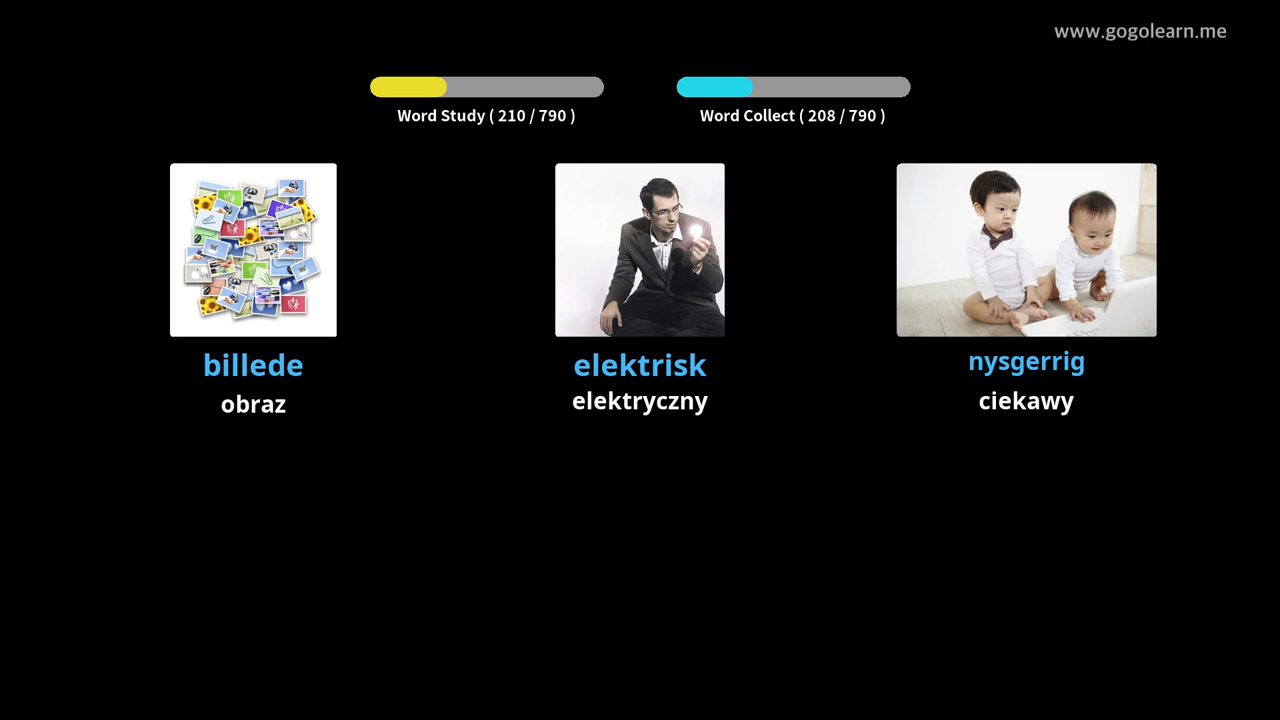 www.gogolearn.me
Word Study ( 210 / 790 )
Word Collect ( 208 / 790 )
billede
obraz
elektrisk
elektryczny
nysgerrig
ciekawy